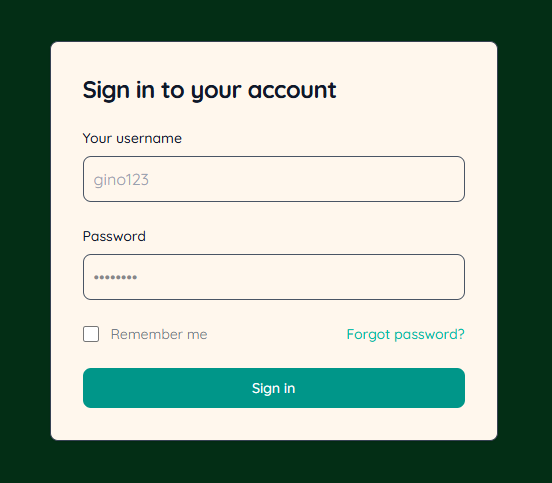 Sign in to your account
Your username
gino123
Password
••••••••
Remember me Forgot password?
Sign in